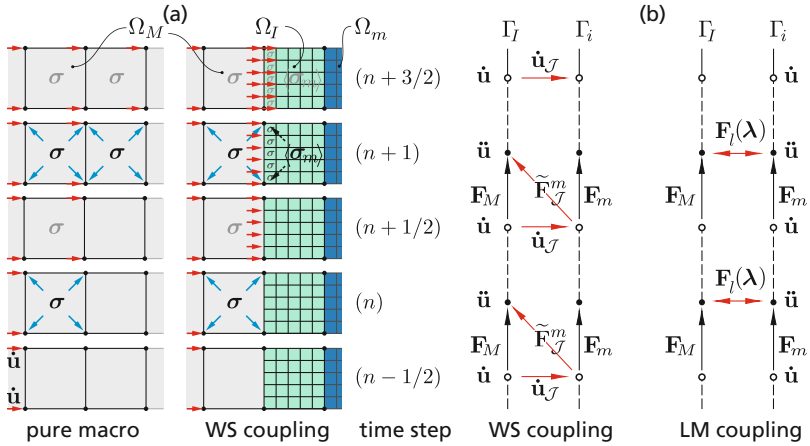 (a) Ω_M Ω_I Ω_m
σ σ σ σ ⟨σ_m⟩ (n + 3/2)
σ σ σ σ ⟨σ_m⟩ (n + 1)
σ σ (n + 1/2)
σ σ (n)
u̇ u̇ (n − 1/2)
pure macro WS coupling time step
Γ_I Γ_i
u̇ u̇_𝒥
ü
F_M F̃_𝒥^m F_m
u̇ u̇_𝒥
ü
F_M F̃_𝒥^m F_m
u̇ u̇_𝒥
WS coupling
(b)
Γ_I Γ_i
u̇
F_l(λ)
ü
F_M F_m
u̇
F_l(λ)
ü
F_M F_m
u̇
LM coupling